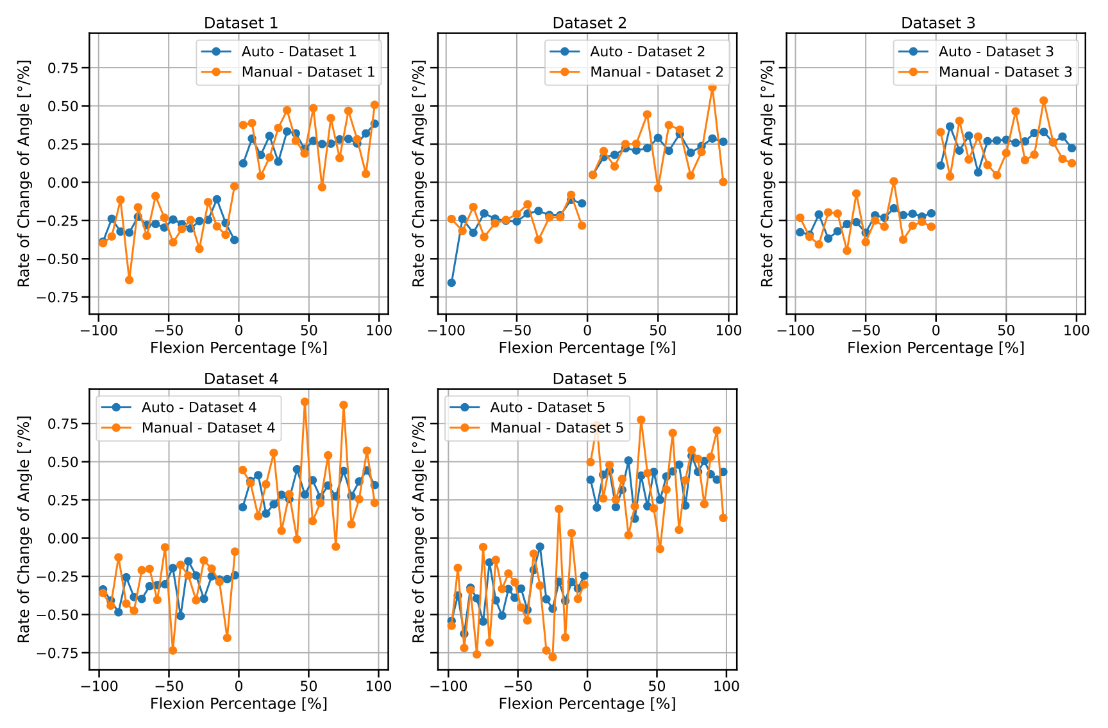 Dataset 1
Dataset 2
Dataset 3
Auto - Dataset 1
Manual - Dataset 1
Auto - Dataset 2
Manual - Dataset 2
Auto - Dataset 3
Manual - Dataset 3
Rate of Change of Angle [°/%]
0.75
0.50
0.25
0.00
−0.25
−0.50
−0.75
Rate of Change of Angle [°/%]
Rate of Change of Angle [°/%]
−100 −50 0 50 100
−100 −50 0 50 100
−100 −50 0 50 100
Flexion Percentage [%]
Flexion Percentage [%]
Flexion Percentage [%]
Dataset 4
Dataset 5
Auto - Dataset 4
Manual - Dataset 4
Auto - Dataset 5
Manual - Dataset 5
Rate of Change of Angle [°/%]
0.75
0.50
0.25
0.00
−0.25
−0.50
−0.75
Rate of Change of Angle [°/%]
−100 −50 0 50 100
−100 −50 0 50 100
Flexion Percentage [%]
Flexion Percentage [%]